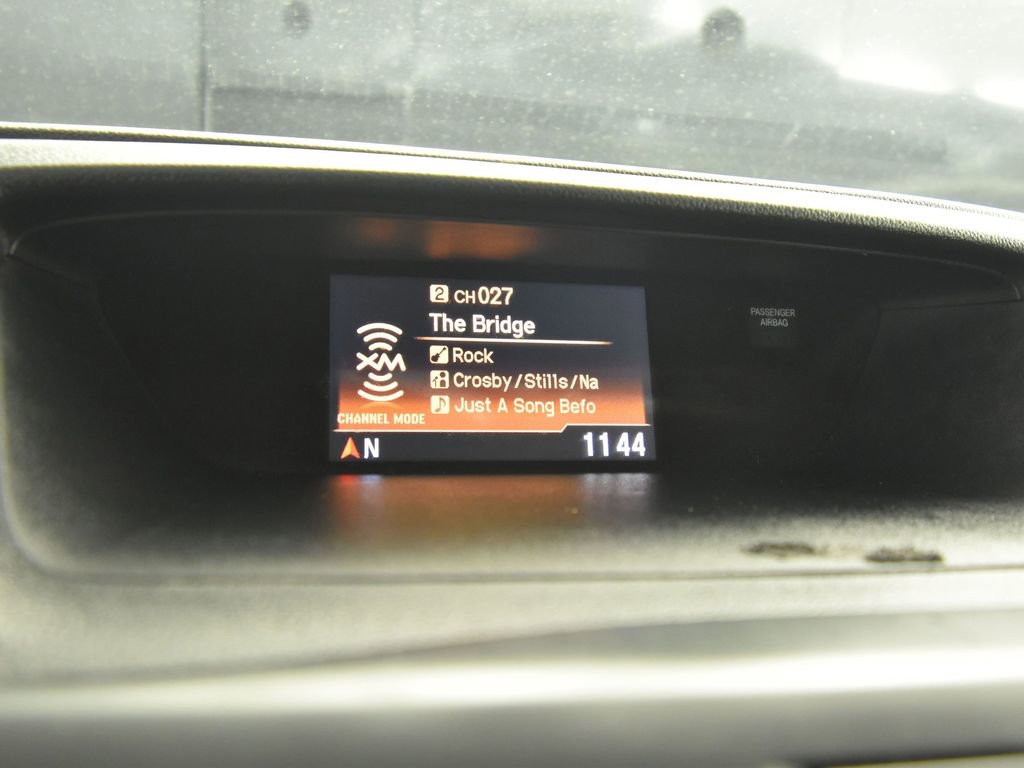 2 CH 027
The Bridge
XM
Rock
Crosby/Stills/Na
Just A Song Befo
CHANNEL MODE
N
11 44
PASSENGER
AIRBAG